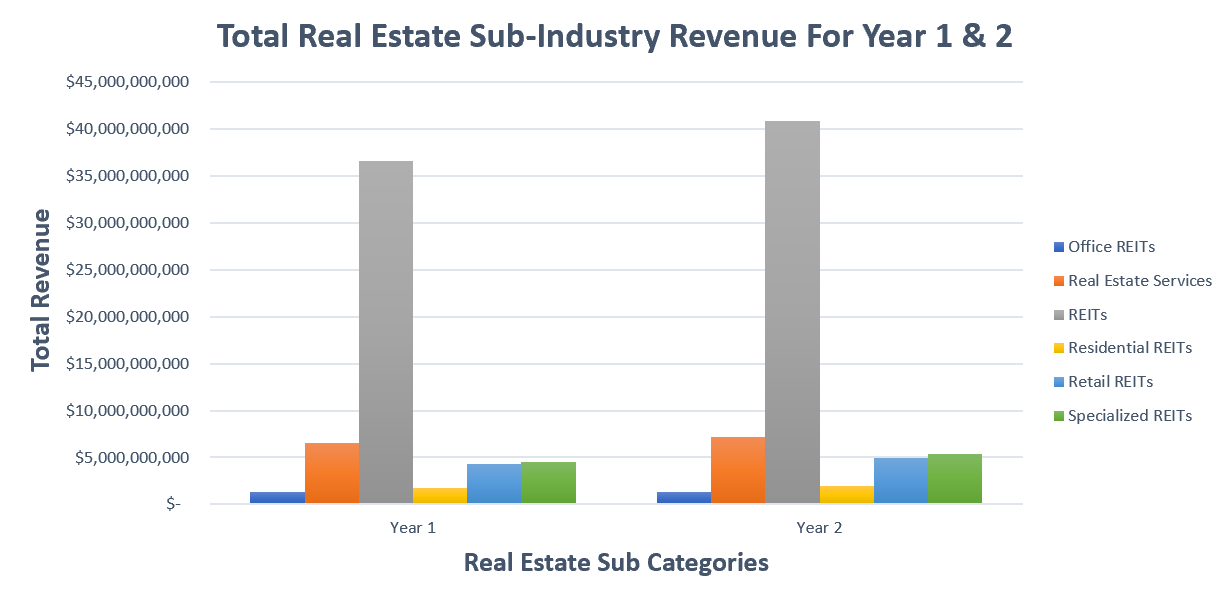 Total Real Estate Sub-Industry Revenue For Year 1 & 2
Total Revenue
$45,000,000,000
$40,000,000,000
$35,000,000,000
$30,000,000,000
$25,000,000,000
$20,000,000,000
$15,000,000,000
$10,000,000,000
$5,000,000,000
$-
Year 1
Year 2
Real Estate Sub Categories
Office REITs
Real Estate Services
REITs
Residential REITs
Retail REITs
Specialized REITs